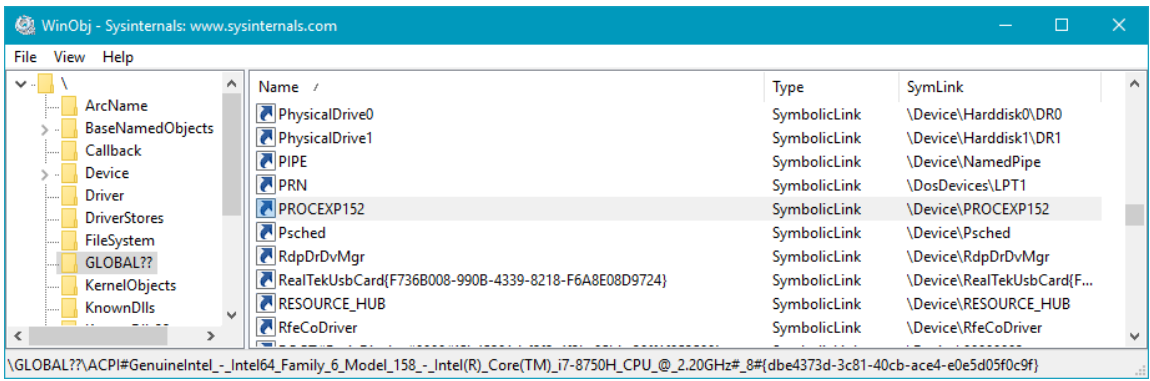 WinObj - Sysinternals: www.sysinternals.com
File View Help
\
ArcName
BaseNamedObjects
Callback
Device
Driver
DriverStores
FileSystem
GLOBAL??
KernelObjects
KnownDlls
Name Type SymLink
PhysicalDrive0 SymbolicLink \Device\Harddisk0\DR0
PhysicalDrive1 SymbolicLink \Device\Harddisk1\DR1
PIPE SymbolicLink \Device\NamedPipe
PRN SymbolicLink \DosDevices\LPT1
PROCEXP152 SymbolicLink \Device\PROCEXP152
Psched SymbolicLink \Device\Psched
RdpDrDvMgr SymbolicLink \Device\RdpDrDvMgr
RealTekUsbCard{F736B008-990B-4339-8218-F6A8E08D9724} SymbolicLink \Device\RealTekUsbCard{F...
RESOURCE_HUB SymbolicLink \Device\RESOURCE_HUB
RfeCoDriver SymbolicLink \Device\RfeCoDriver
\GLOBAL??\ACPI#GenuineIntel_-_Intel64_Family_6_Model_158_-_Intel(R)_Core(TM)_i7-8750H_CPU_@_2.20GHz#_8#{dbe4373d-3c81-40cb-ace4-e0e5d05f0c9f}